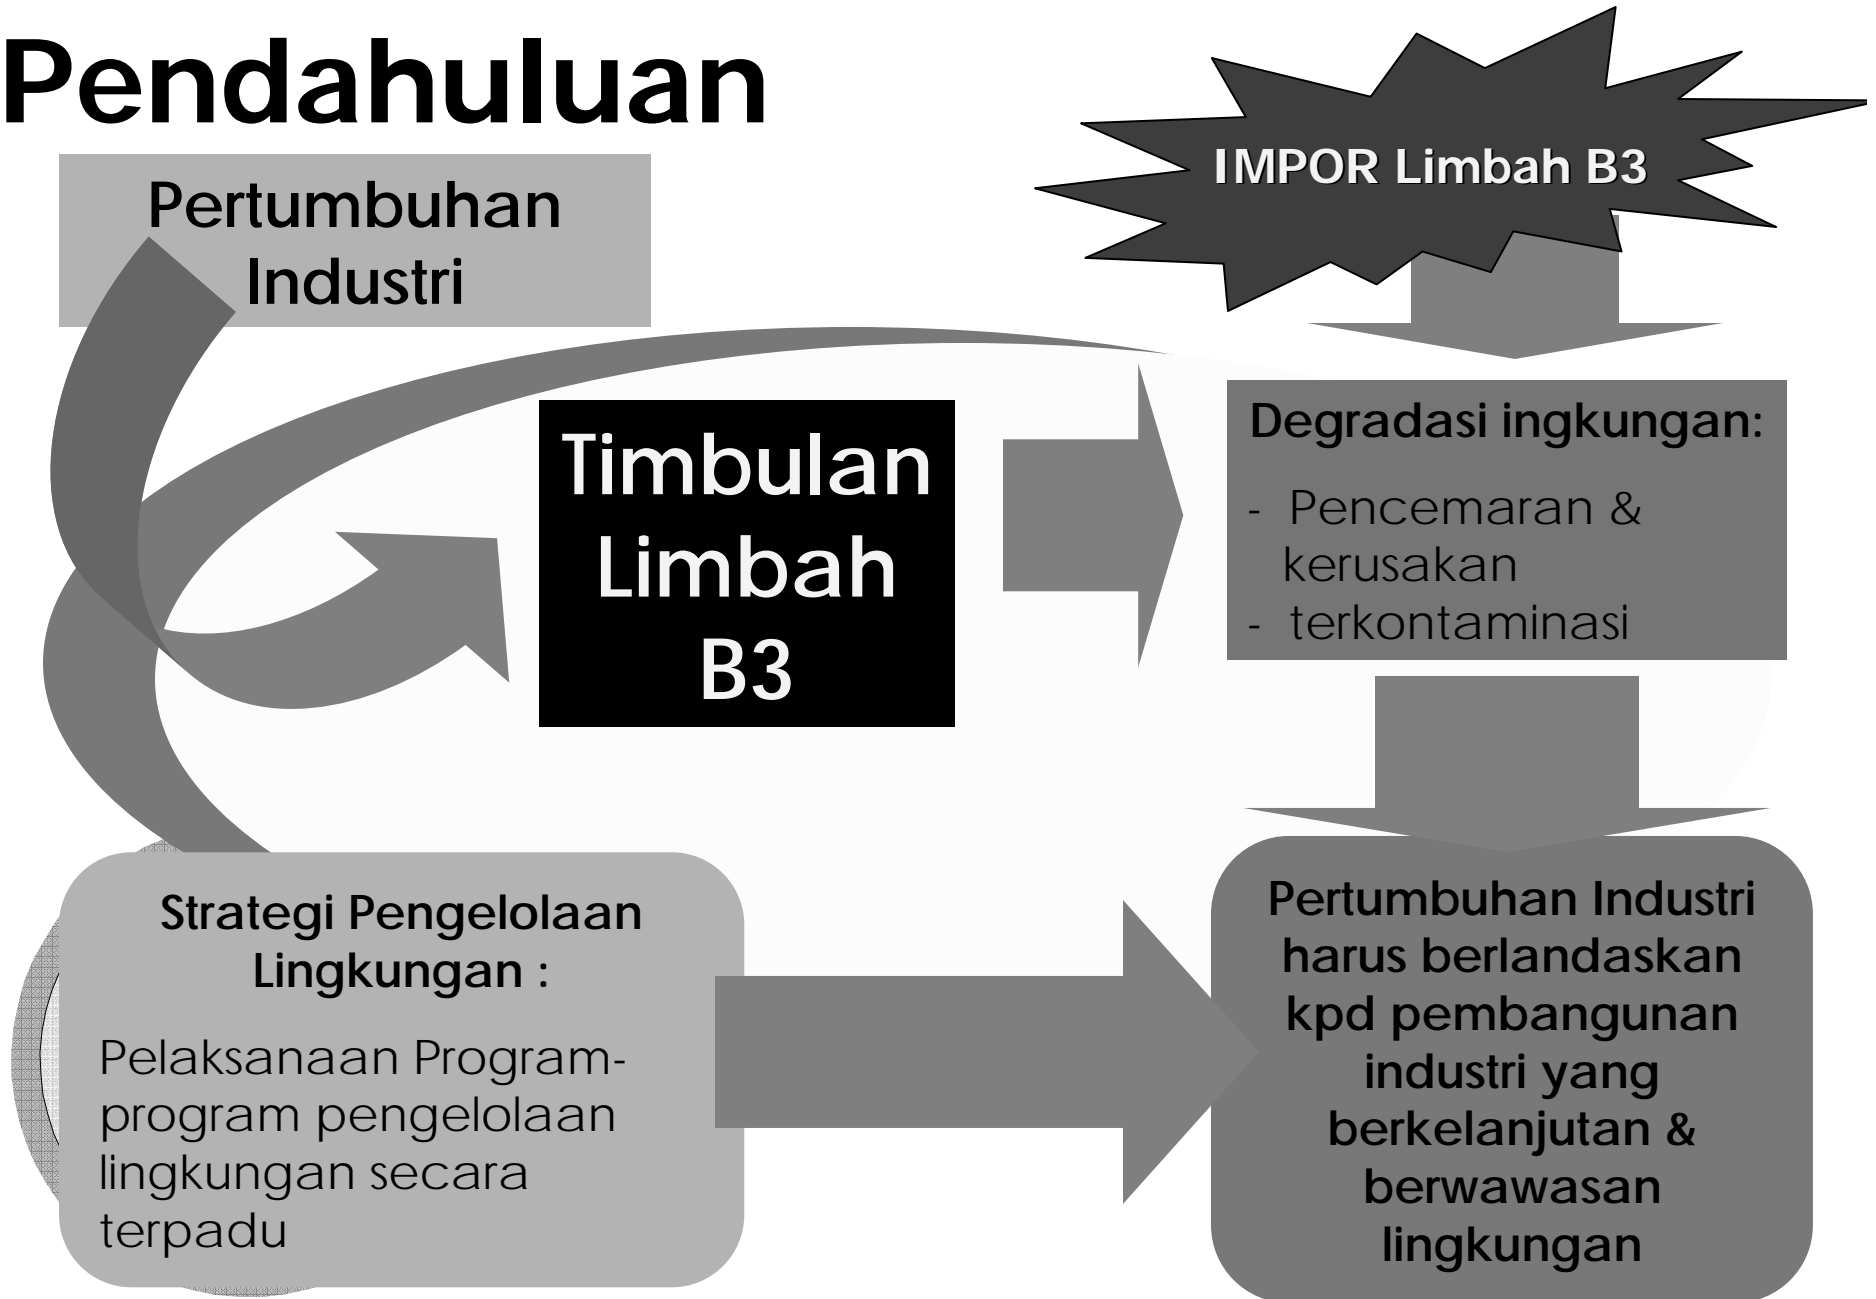 Pendahuluan
Pertumbuhan
Industri
IMPOR Limbah B3
Timbulan
Limbah
B3
Degradasi ingkungan:
- Pencemaran &
kerusakan
- terkontaminasi
Strategi Pengelolaan
Lingkungan :
Pelaksanaan Program-
program pengelolaan
lingkungan secara
terpadu
Pertumbuhan Industri
harus berlandaskan
kpd pembangunan
industri yang
berkelanjutan &
berwawasan
lingkungan